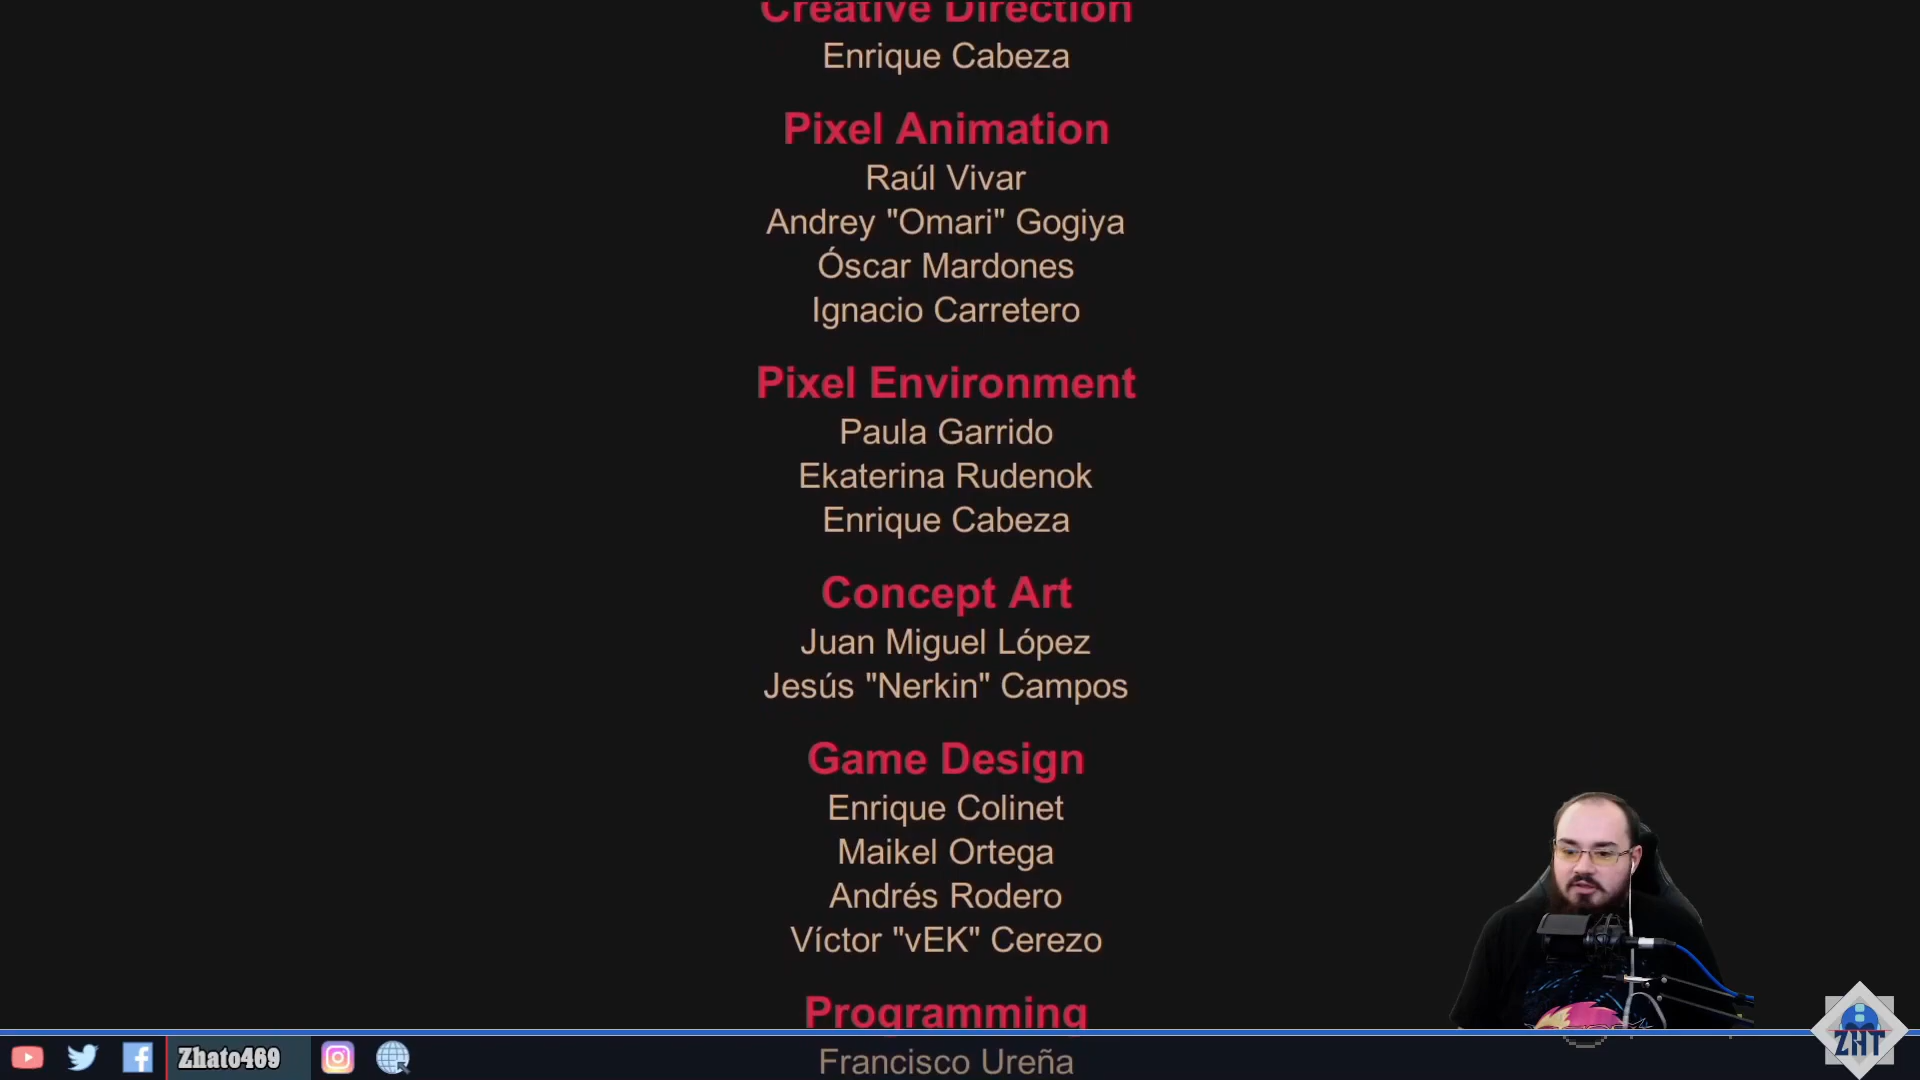 Creative Direction
Enrique Cabeza
Pixel Animation
Raúl Vivar
Andrey "Omari" Gogiya
Óscar Mardones
Ignacio Carretero
Pixel Environment
Paula Garrido
Ekaterina Rudenok
Enrique Cabeza
Concept Art
Juan Miguel López
Jesús "Nerkin" Campos
Game Design
Enrique Colinet
Maikel Ortega
Andrés Rodero
Víctor "vEK" Cerezo
Programming
Francisco Ureña
Zhato469
ZHT